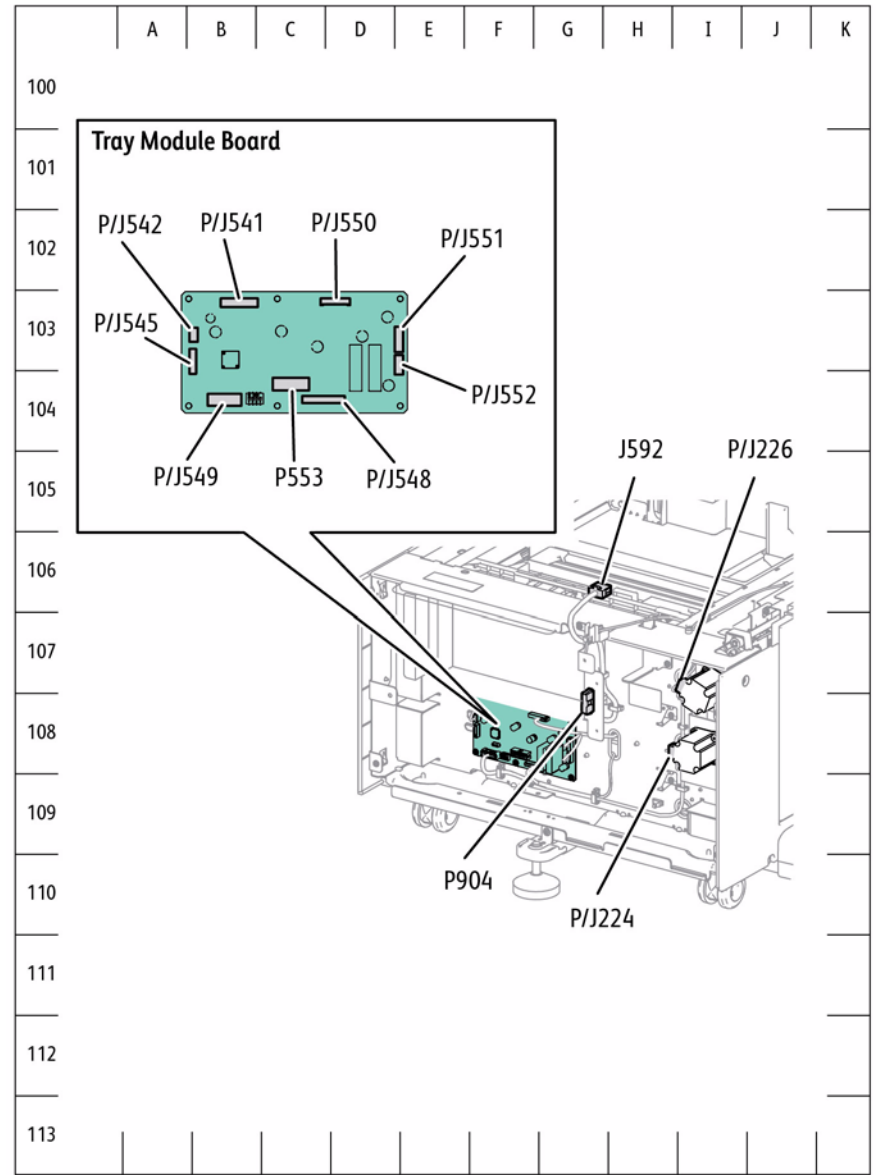 A B C D E F G H I J K
100
101
Tray Module Board
102
P/J542 P/J541 P/J550 P/J551
103
P/J545
P/J552
104
P/J549 P553 P/J548
J592 P/J226
105
106
107
108
109
P904
110
P/J224
111
112
113